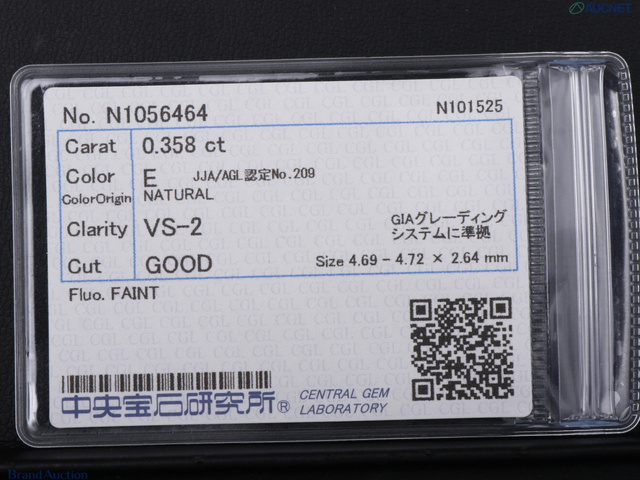 AUCNET
No. N1056464
N101525
Carat 0.358 ct
Color E JJA/AGL認定No.209
ColorOrigin NATURAL
Clarity VS-2
GIAグレーディング
システムに準拠
Cut GOOD Size 4.69 - 4.72 × 2.64 mm
Fluo. FAINT
中央宝石研究所® CENTRAL GEM
LABORATORY
Brand Auction